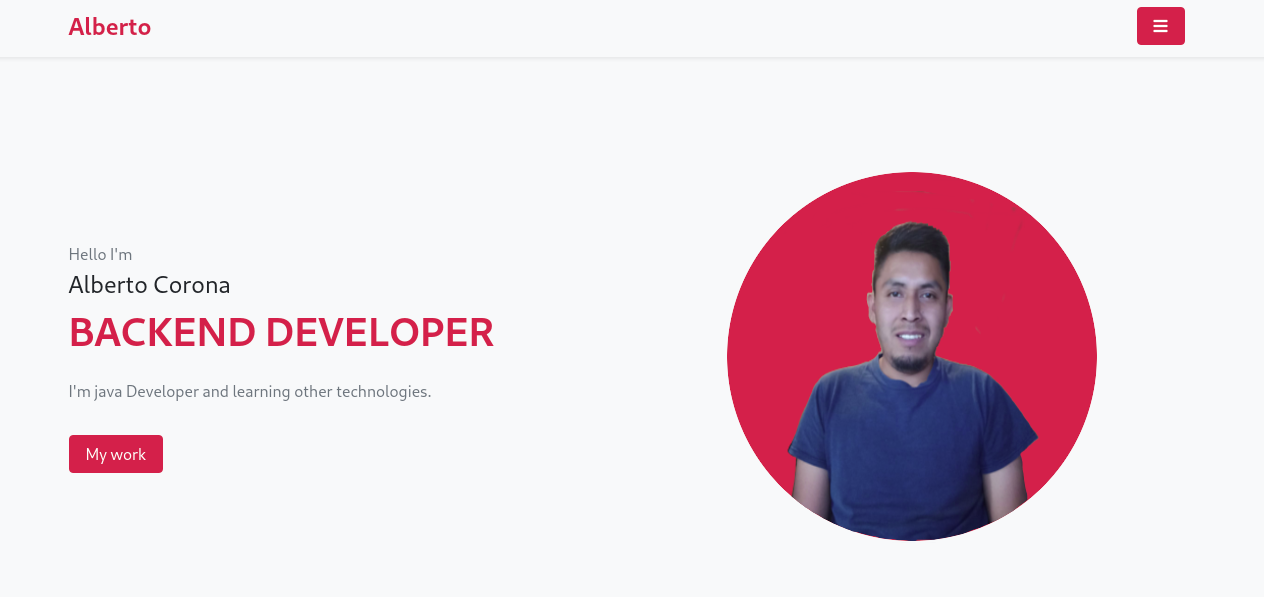 Alberto
Hello I'm
Alberto Corona
BACKEND DEVELOPER
I'm java Developer and learning other technologies.
My work